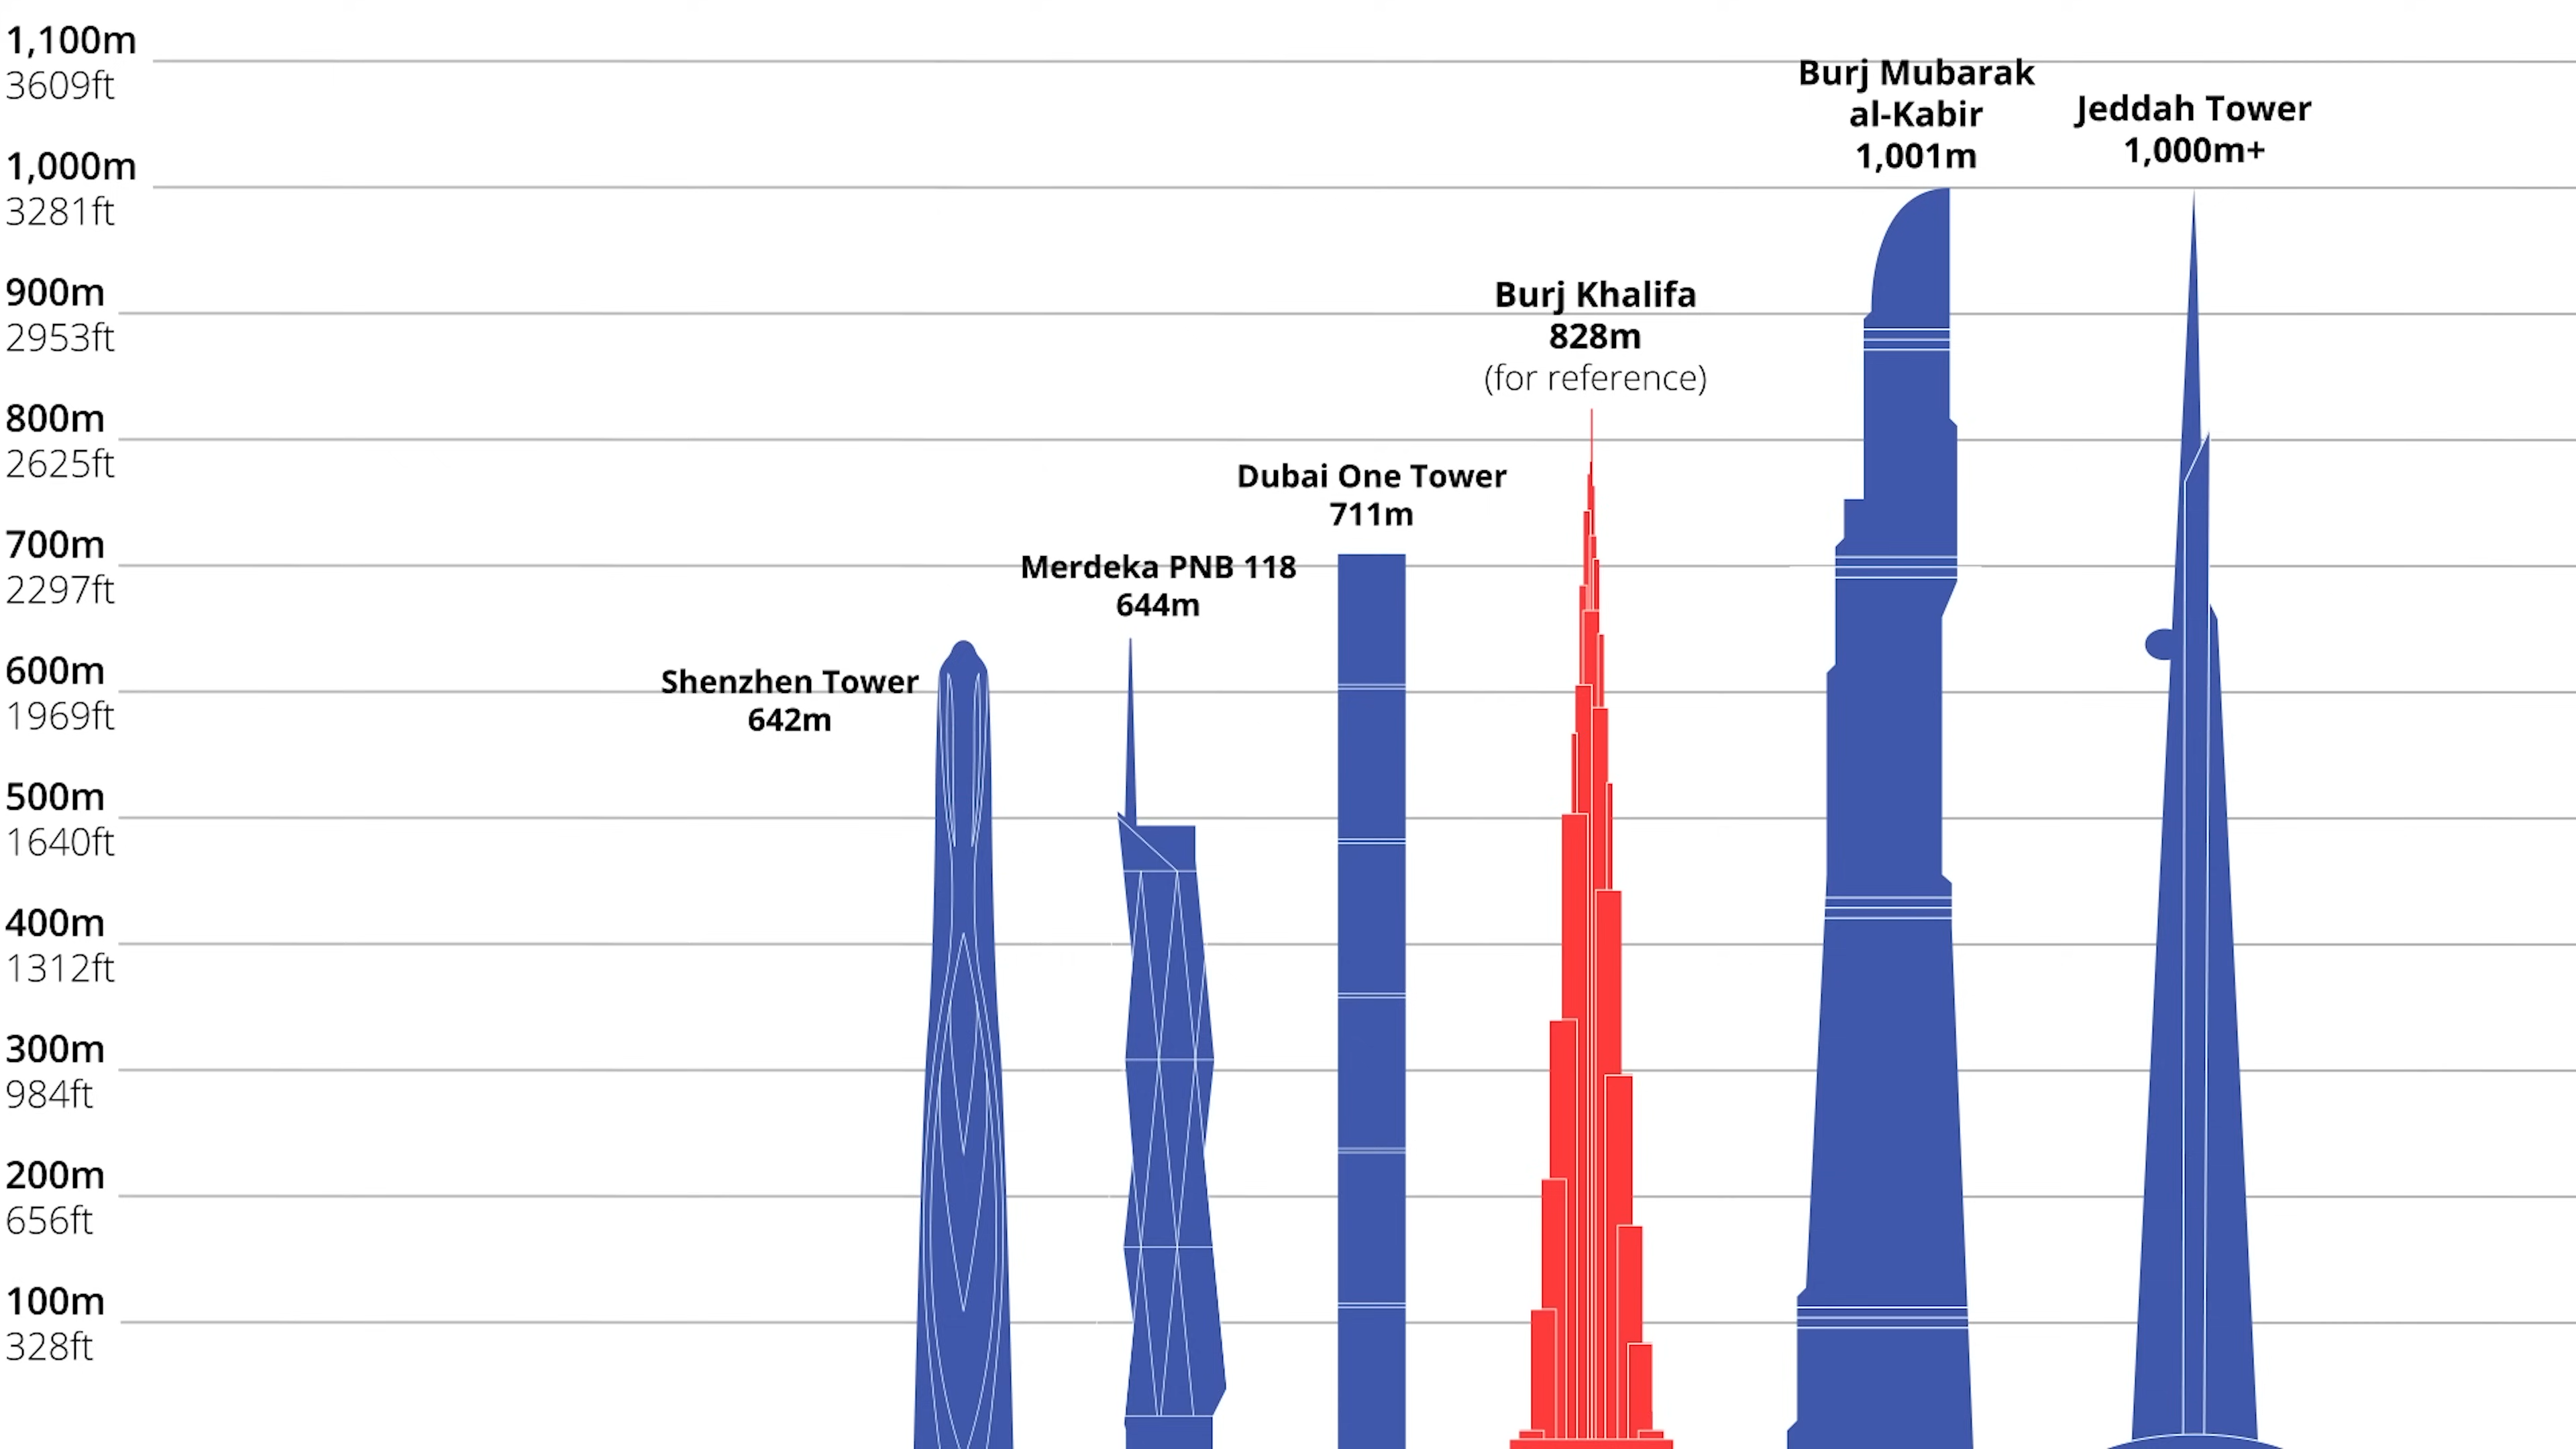 1,100m
3609ft
1,000m
3281ft
900m
2953ft
800m
2625ft
700m
2297ft
600m
1969ft
500m
1640ft
400m
1312ft
300m
984ft
200m
656ft
100m
328ft
Shenzhen Tower
642m
Merdeka PNB 118
644m
Dubai One Tower
711m
Burj Khalifa
828m
(for reference)
Burj Mubarak
al-Kabir
1,001m
Jeddah Tower
1,000m+